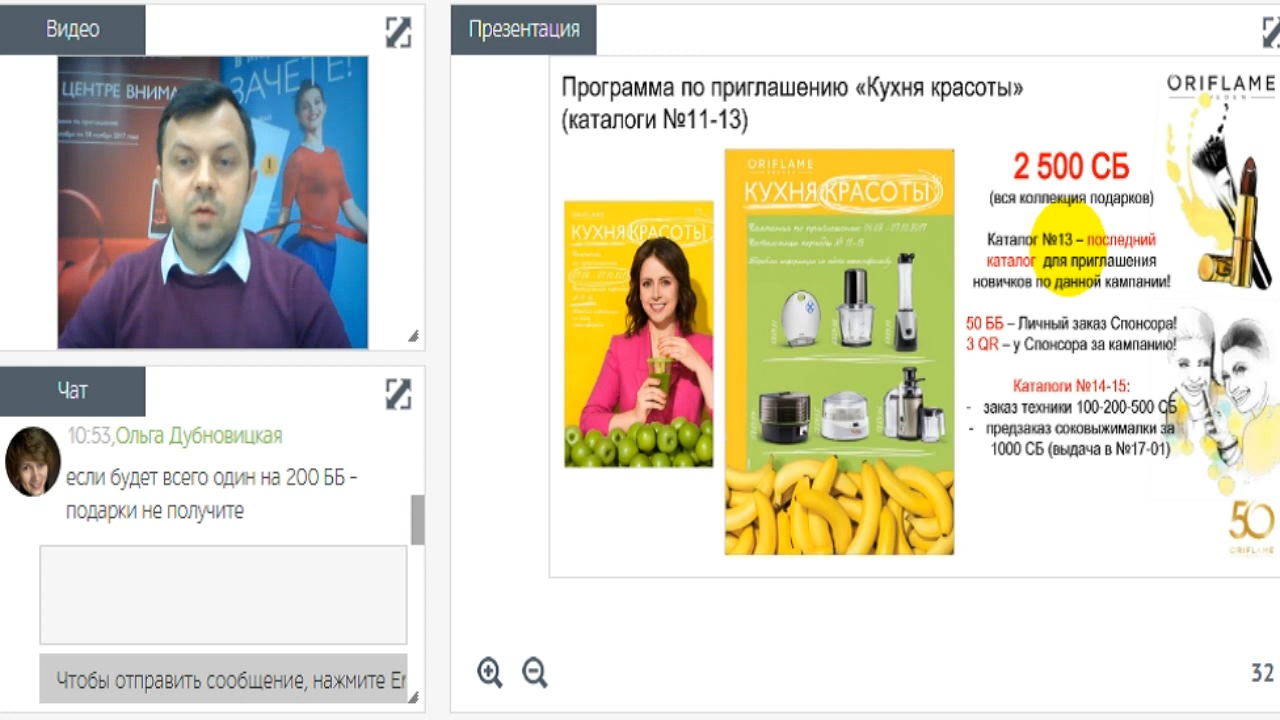 Видео
ЦЕНТРЕ ВНИМА
ЗАЧЕТЕ!
Чат
10:53,Ольга Дубновицкая
если будет всего один на 200 ББ -
подарки не получите
Чтобы отправить сообщение, нажмите Er
Презентация
Программа по приглашению «Кухня красоты»
(каталоги №11-13)
ORIFLAME
SWEDEN
КУХНЯ КРАСОТЫ
ORIFLAME
КУХНЯ КРАСОТЫ
2 500 СБ
(вся коллекция подарков)
Каталог №13 – последний
каталог для приглашения
новичков по данной кампании!
50 ББ – Личный заказ Спонсора!
3 QR – у Спонсора за кампанию!
Каталоги №14-15:
- заказ техники 100-200-500 СБ
- предзаказ соковыжималки за
1000 СБ (выдача в №17-01)
50
ORIFLAME
32